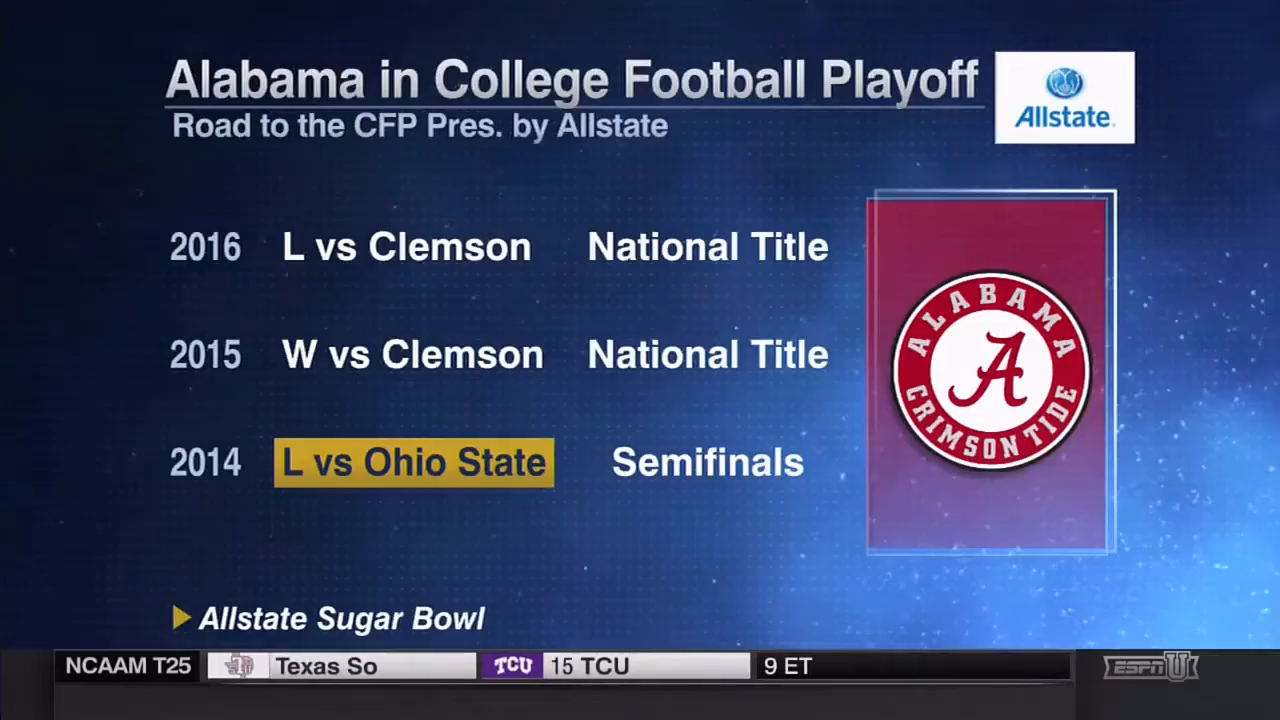 Alabama in College Football Playoff
Road to the CFP Pres. by Allstate
Allstate.
2016 L vs Clemson National Title
2015 W vs Clemson National Title
2014 L vs Ohio State Semifinals
ALABAMA
A
CRIMSON TIDE
Allstate Sugar Bowl
NCAAM T25 Texas So TCU 15 TCU 9 ET
ESPNU